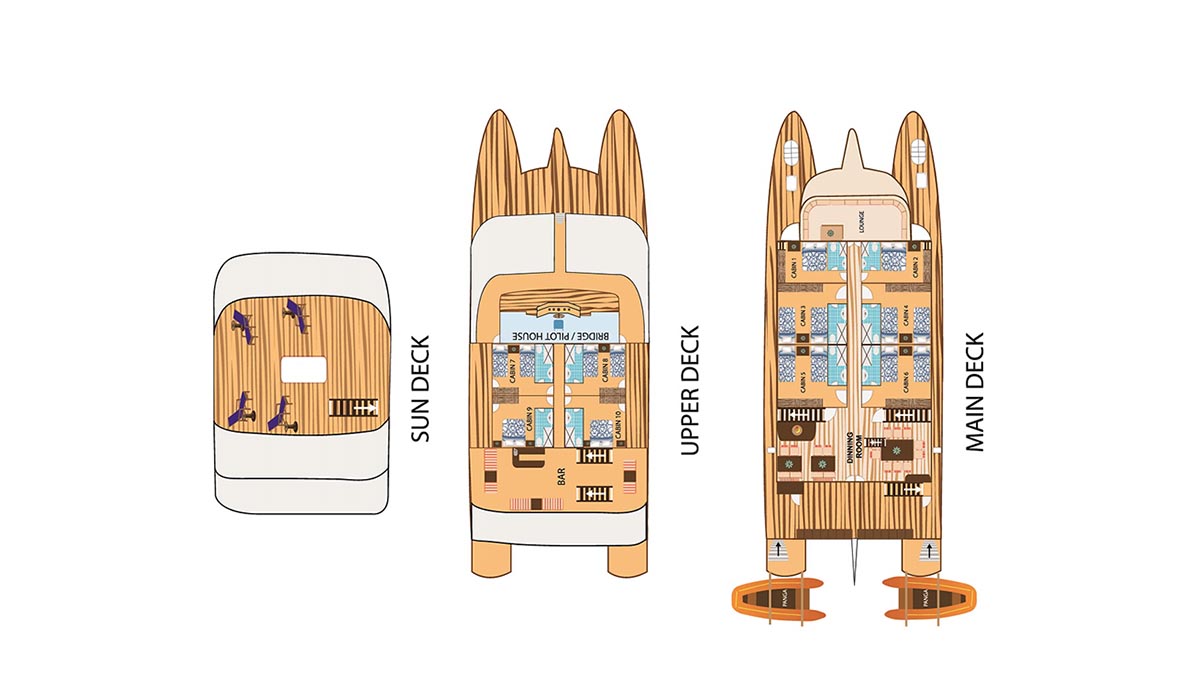 SUN DECK
BRIDGE / PILOT HOUSE
CABIN 7
CABIN 8
CABIN 9
CABIN 10
BAR
UPPER DECK
LOUNGE
CABIN 1
CABIN 2
CABIN 3
CABIN 4
CABIN 5
CABIN 6
DINNING
ROOM
MAIN DECK
PANGA
PANGA